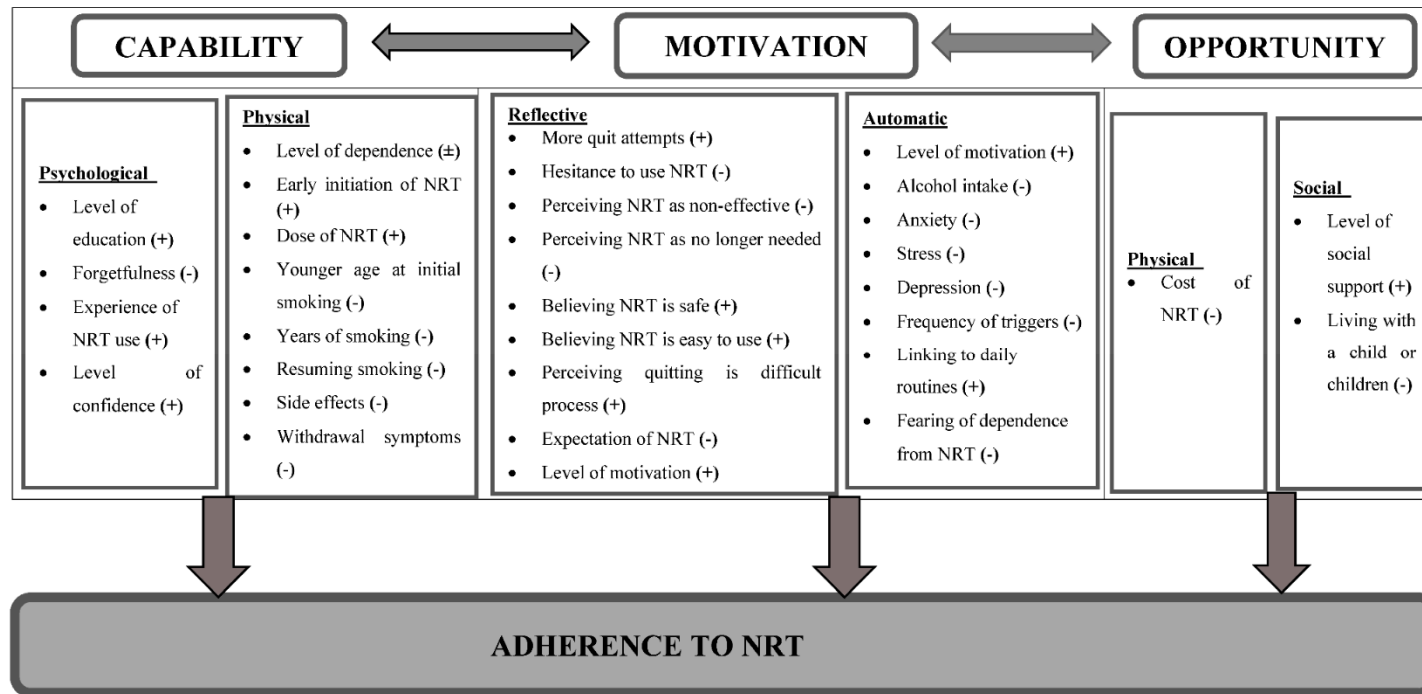 CAPABILITY
MOTIVATION
OPPORTUNITY
Psychological
• Level of
education (+)
• Forgetfulness (-)
• Experience of
NRT use (+)
• Level of
confidence (+)
Physical
• Level of dependence (±)
• Early initiation of NRT
(+)
• Dose of NRT (+)
• Younger age at initial
smoking (-)
• Years of smoking (-)
• Resuming smoking (-)
• Side effects (-)
• Withdrawal symptoms
(-)
Reflective
• More quit attempts (+)
• Hesitance to use NRT (-)
• Perceiving NRT as non-effective (-)
• Perceiving NRT as no longer needed
(-)
• Believing NRT is safe (+)
• Believing NRT is easy to use (+)
• Perceiving quitting is difficult
process (+)
• Expectation of NRT (-)
• Level of motivation (+)
Automatic
• Level of motivation (+)
• Alcohol intake (-)
• Anxiety (-)
• Stress (-)
• Depression (-)
• Frequency of triggers (-)
• Linking to daily
routines (+)
• Fearing of dependence
from NRT (-)
Physical
• Cost of
NRT (-)
Social
• Level of
social
support (+)
• Living with
a child or
children (-)
ADHERENCE TO NRT